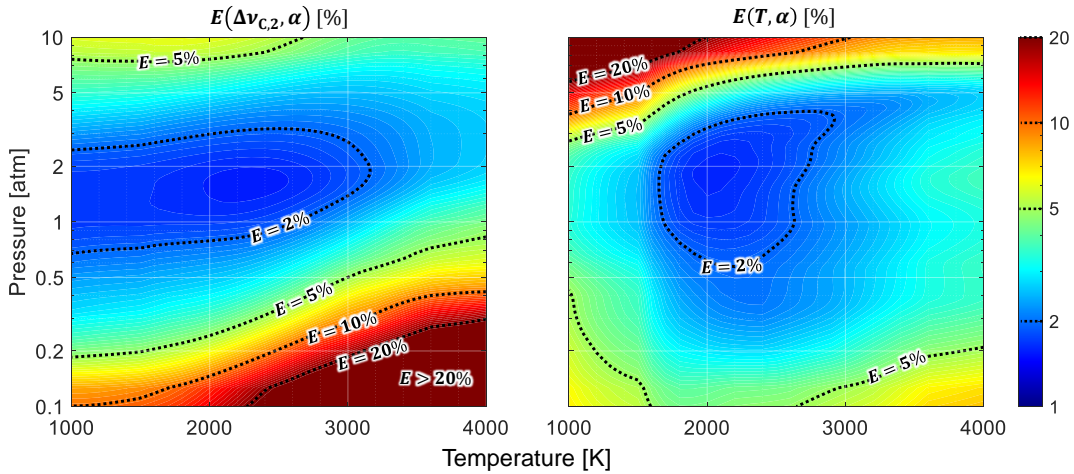 E(Δν_C,2, α) [%]
E(T, α) [%]
Pressure [atm]
10
5
2
1
0.5
0.2
0.1
E = 5%
E = 2%
E = 5%
E = 10%
E = 20%
E > 20%
1000
2000
3000
4000
E = 20%
E = 10%
E = 5%
E = 2%
E = 5%
1000
2000
3000
4000
20
10
5
2
1
Temperature [K]